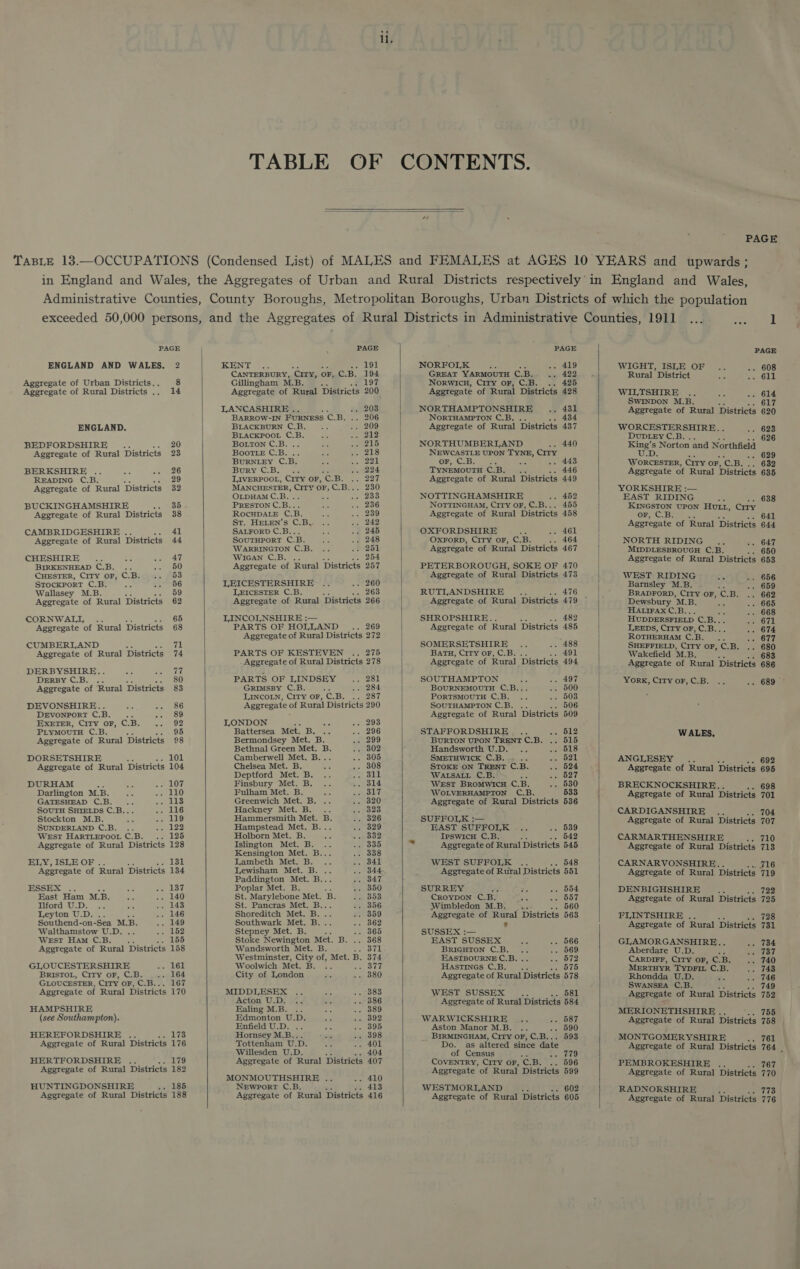 ii.
TABLE OF CONTENTS.
PAGE
TABLE 13.—OCCUPATIONS (Condensed List) of MALES and FEMALES at AGES 10 YEARS and upwards;
in England and Wales, the Aggregates of Urban and Rural Districts respectively in England and Wales,
Administrative Counties, County Boroughs, Metropolitan Boroughs, Urban Districts of which the population
exceeded 50,000 persons, and the Aggregates of Rural Districts in Administrative Counties, 1911 ... ... 1
PAGE
ENGLAND AND WALES. 2
Aggregate of Urban Districts.. 8
Aggregate of Rural Districts .. 14
ENGLAND.
BEDFORDSHIRE .. .. 20
Aggregate of Rural Districts 23
BERKSHIRE .. .. .. 26
READING C.B. .. .. 29
Aggregate of Rural Districts 32
BUCKINGHAMSHIRE .. 35
Aggregate of Rural Districts 38
CAMBRIDGESHIRE .. .. 41
Aggregate of Rural Districts 44
CHESHIRE .. .. .. 47
BIRKENHEAD C.B. .. .. 50
CHESTER, CITY OF, C.B. .. 53
STOCKPORT C.B. .. .. 56
Wallasey M.B. .. .. 59
Aggregate of Rural Districts 62
CORNWALL .. .. .. 65
Aggregate of Rural Districts 68
CUMBERLAND .. .. 71
Aggregate of Rural Districts 74
DERBYSHIRE.. .. .. 77
DERBY C.B. .. .. .. 80
Aggregate of Rural Districts 83
DEVONSHIRE.. .. .. 86
DEVONPORT C.B. .. .. 89
EXETER, CITY OF, C.B. .. 92
PLYMOUTH C.B. .. .. 95
Aggregate of Rural Districts 98
DORSETSHIRE .. .. 101
Aggregate of Rural Districts 104
DURHAM .. .. .. 107
Darlington M.B. .. .. 110
GATESHEAD C.B. .. .. 113
SOUTH SHIELDS C.B... .. 116
Stockton M.B. .. .. 119
SUNDERLAND C.B. .. .. 122
WEST HARTLEPOOL C.B. .. 125
Aggregate of Rural Districts 128
ELY, ISLE OF .. .. .. 131
Aggregate of Rural Districts 134
ESSEX .. .. .. .. 137
East Ham M.B. .. .. 140
Ilford U.D. .. .. .. 143
Leyton U.D. .. .. .. 146
Southend-on-Sea M.B. .. 149
Walthamstow U.D. .. .. 152
WEST HAM C.B. .. .. 155
Aggregate of Rural Districts 158
GLOUCESTERSHIRE .. 161
BRISTOL, CITY OF, C.B. .. 164
GLOUCESTER, CITY OF, C.B... 167
Aggregate of Rural Districts 170
HAMPSHIRE
(see Southampton).
HEREFORDSHIRE .. .. 173
Aggregate of Rural Districts 176
HERTFORDSHIRE .. .. 179
Aggregate of Rural Districts 182
HUNTINGDONSHIRE .. 185
Aggregate of Rural Districts 188
PAGE
KENT .. .. .. .. 191
CANTERBURY, CITY, OF, C.B. 194
Gillingham M.B. .. .. 197
Aggregate of Rural Districts 200
LANCASHIRE .. .. .. 203
BARROW-IN FURNESS C.B. .. 206
BLACKBURN C.B. .. .. 209
BLACKPOOL C.B. .. .. 212
BOLTON C.B. .. .. .. 215
BOOTLE C.B. .. .. .. 218
BURNLEY C.B. .. .. 221
BURY C.B. .. .. .. 224
LIVERPOOL, CITY OF, C.B. .. 227
MANCHESTER, CITY OF, C.B... 230
OLDHAM C.B. .. .. .. 233
PRESTON C.B... .. .. 236
ROCHDALE C.B. .. .. 239
ST. HELEN'S C.B. .. .. 242
SALFORD C.B. .. .. .. 245
SOUTHPORT C.B. .. .. 248
WARRINGTON C.B. .. .. 251
WIGAN C.B. .. .. .. 254
Aggregate of Rural Districts 257
LEICESTERSHIRE .. .. 260
LEICESTER C.B. .. .. 263
Aggregate of Rural Districts 266
LINCOLNSHIRE :—
PARTS OF HOLLAND .. 269
Aggregate of Rural Districts 272
PARTS OF KESTEVEN .. 275
Aggregate of Rural Districts 278
PARTS OF LINDSEY .. 281
GRIMSBY C.B. .. .. 284
LINCOLN, CITY OF, C.B. .. 287
Aggregate of Rural Districts 290
LONDON .. .. .. 293
Battersea Met. B. .. .. 296
Bermondsey Met. B. .. 299
Bethnal Green Met. B. .. 302
Camberwell Met. B. .. .. 305
Chelsea Met. B. .. .. 308
Deptford Met. B. .. .. 311
Finsbury Met. B. .. .. 314
Fulham Met. B. .. .. 317
Greenwich Met. B. .. .. 320
Hackney Met. B. .. .. 323
Hammersmith Met. B. .. 326
Hampstead Met. B... .. 329
Holborn Met. B. .. .. 332
Islington Met. B. .. .. 335
Kensington Met. B... .. 338
Lambeth Met. B. .. .. 341
Lewisham Met. B. .. .. 344
Paddington Met. B... .. 347
Poplar Met. B. .. .. 350
St. Marylebone Met. B. .. 353
St. Pancras Met. B... .. 356
Shoreditch Met. B. .. .. 359
Southwark Met. B. .. .. 362
Stepney Met. B. .. .. 365
Stoke Newington Met. B. .. 368
Wandsworth Met. B. .. 371
Westminster, City of, Met. B. 374
Woolwich Met. B. .. .. 377
City of London .. .. 380
MIDDLESEX .. .. .. 383
Acton U.D. .. .. .. 386
Ealing M.B. .. .. .. 389
Edmonton U.D. .. .. 392
Enfield U.D. .. .. .. 395
Hornsey M.B... .. .. 398
Tottenham U.D. .. .. 401
Willesden U.D. .. .. 404
Aggregate of Rural Districts 407
MONMOUTHSHIRE .. .. 410
NEWPORT C.B. .. .. 413
Aggregate of Rural Districts 416
PAGE
NORFOLK .. .. .. 419
GREAT YARMOUTH C.B. .. 422
NORWICH, CITY OF, C.B. .. 425
Aggregate of Rural Districts 428
NORTHAMPTONSHIRE .. 431
NORTHAMPTON C.B. .. .. 434
Aggregate of Rural Districts 437
NORTHUMBERLAND .. 440
NEWCASTLE UPON TYNE, CITY
OF, C.B. .. .. .. 443
TYNEMOUTH C.B. .. .. 446
Aggregate of Rural Districts 449
NOTTINGHAMSHIRE .. 452
NOTTINGHAM, CITY OF, C.B... 455
Aggregate of Rural Districts 458
OXFORDSHIRE .. .. 461
OXFORD, CITY OF, C.B. .. 464
Aggregate of Rural Districts 467
PETERBOROUGH, SOKE OF 470
Aggregate of Rural Districts 473
RUTLANDSHIRE .. .. 476
Aggregate of Rural Districts 479
SHROPSHIRE.. .. .. 482
Aggregate of Rural Districts 485
SOMERSETSHIRE .. .. 488
BATH, CITY OF, C.B. .. .. 491
Aggregate of Rural Districts 494
SOUTHAMPTON .. .. 497
BOURNEMOUTH C.B... .. 500
PORTSMOUTH C.B. .. .. 503
SOUTHAMPTON C.B. .. .. 506
Aggregate of Rural Districts 509
STAFFORDSHIRE .. .. 512
BURTON UPON TRENT C.B. .. 515
Handsworth U.D. .. .. 518
SMETHWICK C.B. .. .. 521
STOKE ON TRENT C.B. .. 524
WALSALL C.B. .. .. 527
WEST BROMWICH C.B. .. 530
WOLVERHAMPTON C.B. 533
Aggregate of Rural Districts 536
SUFFOLK :—
EAST SUFFOLK .. .. 539
IPSWICH C.B. .. .. 542
Aggregate of Rural Districts 545
WEST SUFFOLK .. .. 548
Aggregate of Rural Districts 551
SURREY .. .. .. 554
CROYDON C.B. .. .. 557
Wimbledon M.B. .. .. 560
Aggregate of Rural Districts 563
SUSSEX :—
EAST SUSSEX .. .. 566
BRIGHTON C.B. .. .. 569
EASTBOURNE C.B. .. .. 572
HASTINGS C.B. .. .. 575
Aggregate of Rural Districts 578
WEST SUSSEX .. .. 581
Aggregate of Rural Districts 584
WARWICKSHIRE .. .. 587
Aston Manor M.B. .. .. 590
BIRMINGHAM, CITY OF, C.B... 593
Do. as altered since date
of Census .. .. 779
COVENTRY, CITY OF, C.B. .. 596
Aggregate of Rural Districts 599
WESTMORLAND .. .. 602
Aggregate of Rural Districts 605
PAGE
WIGHT, ISLE OF .. .. 608
Rural District .. .. 611
WILTSHIRE .. .. .. 614
SWINDON M.B. .. .. 617
Aggregate of Rural Districts 620
WORCESTERSHIRE.. .. 623
DUDLEY C.B. .. .. .. 626
King's Norton and Northfield
U.D. .. .. .. 629
WORCESTER, CITY OF, C.B. .. 632
Aggregate of Rural Districts 635
YORKSHIRE :—
EAST RIDING .. .. 638
KINGSTON UPON HULL, CITY
OF, C.B. .. .. .. 641
Aggregate of Rural Districts 644
NORTH RIDING .. .. 647
MIDDLESBROUGH C.B. .. 650
Aggregate of Rural Districts 653
WEST RIDING .. .. 656
Barnsley M.B. .. .. 659
BRADFORD, CITY OF, C.B. .. 662
Dewsbury M.B. .. .. 665
HALIFAX C.B... .. .. 668
HUDDERSFIELD C.B... .. 671
LEEDS, CITY OF, C.B... .. 674
ROTHERHAM C.B. .. .. 677
SHEFFIELD, CITY OF, C.B. .. 680
Wakefield M.B. .. .. 683
Aggregate of Rural Districts 686
YORK, CITY OF, C.B. .. .. 689
WALES.
ANGLESEY .. .. .. 692
Aggregate of Rural Districts 695
BRECKNOCKSHIRE.. .. 698
Aggregate of Rural Districts 701
CARDIGANSHIRE .. .. 704
Aggregate of Rural Districts 707
CARMARTHENSHIRE .. 710
Aggregate of Rural Districts 713
CARNARVONSHIRE.. .. 716
Aggregate of Rural Districts 719
DENBIGHSHIRE .. .. 722
Aggregate of Rural Districts 725
FLINTSHIRE .. .. .. 728
Aggregate of Rural Districts 731
GLAMORGANSHIRE.. .. 734
Aberdare U.D. .. .. 737
CARDIFF, CITY OF, C.B. .. 740
MERTHYR TYDFIL C.B. .. 743
Rhondda U.D. .. .. 746
SWANSEA C.B. .. .. 749
Aggregate of Rural Districts 752
MERIONETHSHIRE .. .. 755
Aggregate of Rural Districts 758
MONTGOMERYSHIRE .. 761
Aggregate of Rural Districts 764
PEMBROKESHIRE .. .. 767
Aggregate of Rural Districts 770
RADNORSHIRE .. .. 773
Aggregate of Rural Districts 776